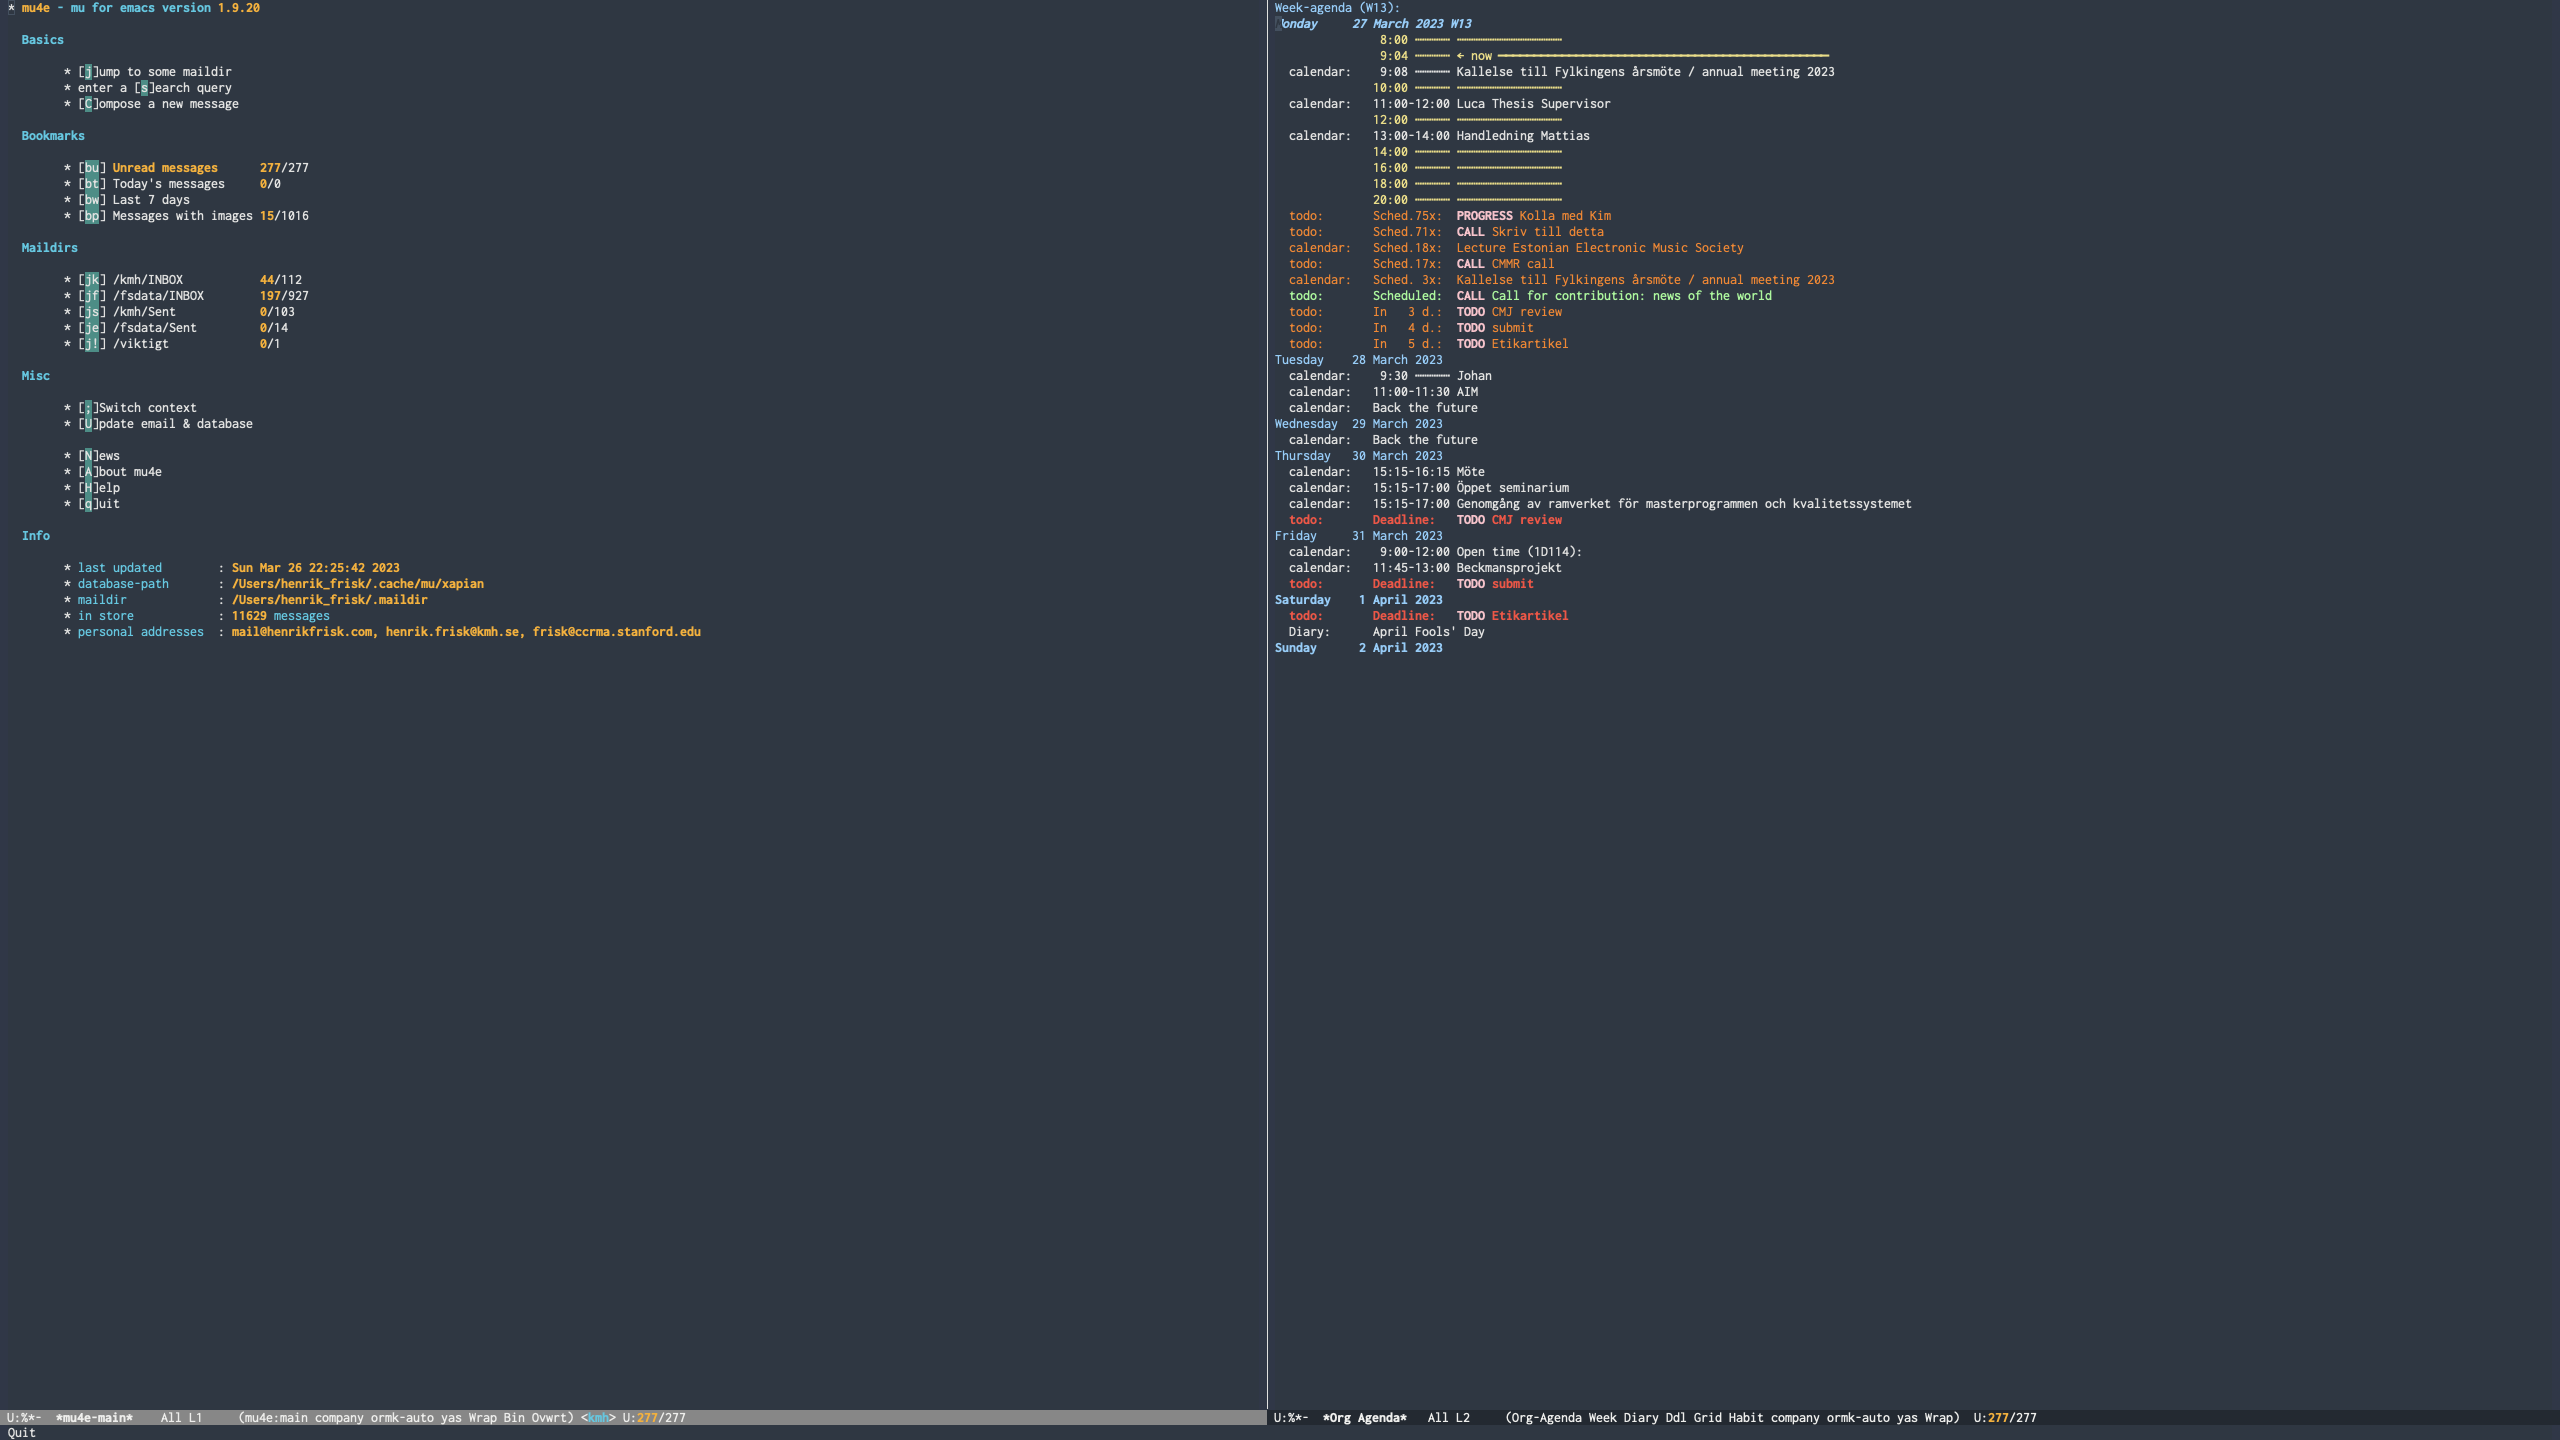 * mu4e - mu for emacs version 1.9.20
Basics
* [j]ump to some maildir
* enter a [s]earch query
* [C]ompose a new message
Bookmarks
* [bu] Unread messages 277/277
* [bt] Today's messages 0/0
* [bw] Last 7 days
* [bp] Messages with images 15/1016
Maildirs
* [jk] /kmh/INBOX 44/112
* [jf] /fsdata/INBOX 197/927
* [js] /kmh/Sent 0/103
* [je] /fsdata/Sent 0/14
* [j!] /viktigt 0/1
Misc
* [;]Switch context
* [U]pdate email & database
* [N]ews
* [A]bout mu4e
* [H]elp
* [q]uit
Info
* last updated : Sun Mar 26 22:25:42 2023
* database-path : /Users/henrik_frisk/.cache/mu/xapian
* maildir : /Users/henrik_frisk/.maildir
* in store : 11629 messages
* personal addresses : mail@henrikfrisk.com, henrik.frisk@kmh.se, frisk@ccrma.stanford.edu
U:%*- *mu4e-main* All L1 (mu4e:main company ormk-auto yas Wrap Bin Ovwrt) <kmh> U:277/277
Quit
Week-agenda (W13):
Monday 27 March 2023 W13
8:00 ┄┄┄┄┄ ┄┄┄┄┄┄┄┄┄┄┄┄┄┄┄
9:04 ┄┄┄┄┄ ← now ───────────────────────────────────────────────
calendar: 9:08 ┄┄┄┄┄ Kallelse till Fylkingens årsmöte / annual meeting 2023
10:00 ┄┄┄┄┄ ┄┄┄┄┄┄┄┄┄┄┄┄┄┄┄
calendar: 11:00-12:00 Luca Thesis Supervisor
12:00 ┄┄┄┄┄ ┄┄┄┄┄┄┄┄┄┄┄┄┄┄┄
calendar: 13:00-14:00 Handledning Mattias
14:00 ┄┄┄┄┄ ┄┄┄┄┄┄┄┄┄┄┄┄┄┄┄
16:00 ┄┄┄┄┄ ┄┄┄┄┄┄┄┄┄┄┄┄┄┄┄
18:00 ┄┄┄┄┄ ┄┄┄┄┄┄┄┄┄┄┄┄┄┄┄
20:00 ┄┄┄┄┄ ┄┄┄┄┄┄┄┄┄┄┄┄┄┄┄
todo: Sched.75x: PROGRESS Kolla med Kim
todo: Sched.71x: CALL Skriv till detta
calendar: Sched.18x: Lecture Estonian Electronic Music Society
todo: Sched.17x: CALL CMMR call
calendar: Sched. 3x: Kallelse till Fylkingens årsmöte / annual meeting 2023
todo: Scheduled: CALL Call for contribution: news of the world
todo: In 3 d.: TODO CMJ review
todo: In 4 d.: TODO submit
todo: In 5 d.: TODO Etikartikel
Tuesday 28 March 2023
calendar: 9:30 ┄┄┄┄┄ Johan
calendar: 11:00-11:30 AIM
calendar: Back the future
Wednesday 29 March 2023
calendar: Back the future
Thursday 30 March 2023
calendar: 15:15-16:15 Möte
calendar: 15:15-17:00 Öppet seminarium
calendar: 15:15-17:00 Genomgång av ramverket för masterprogrammen och kvalitetssystemet
todo: Deadline: TODO CMJ review
Friday 31 March 2023
calendar: 9:00-12:00 Open time (1D114):
calendar: 11:45-13:00 Beckmansprojekt
todo: Deadline: TODO submit
Saturday 1 April 2023
todo: Deadline: TODO Etikartikel
Diary: April Fools' Day
Sunday 2 April 2023
U:%*- *Org Agenda* All L2 (Org-Agenda Week Diary Ddl Grid Habit company ormk-auto yas Wrap) U:277/277